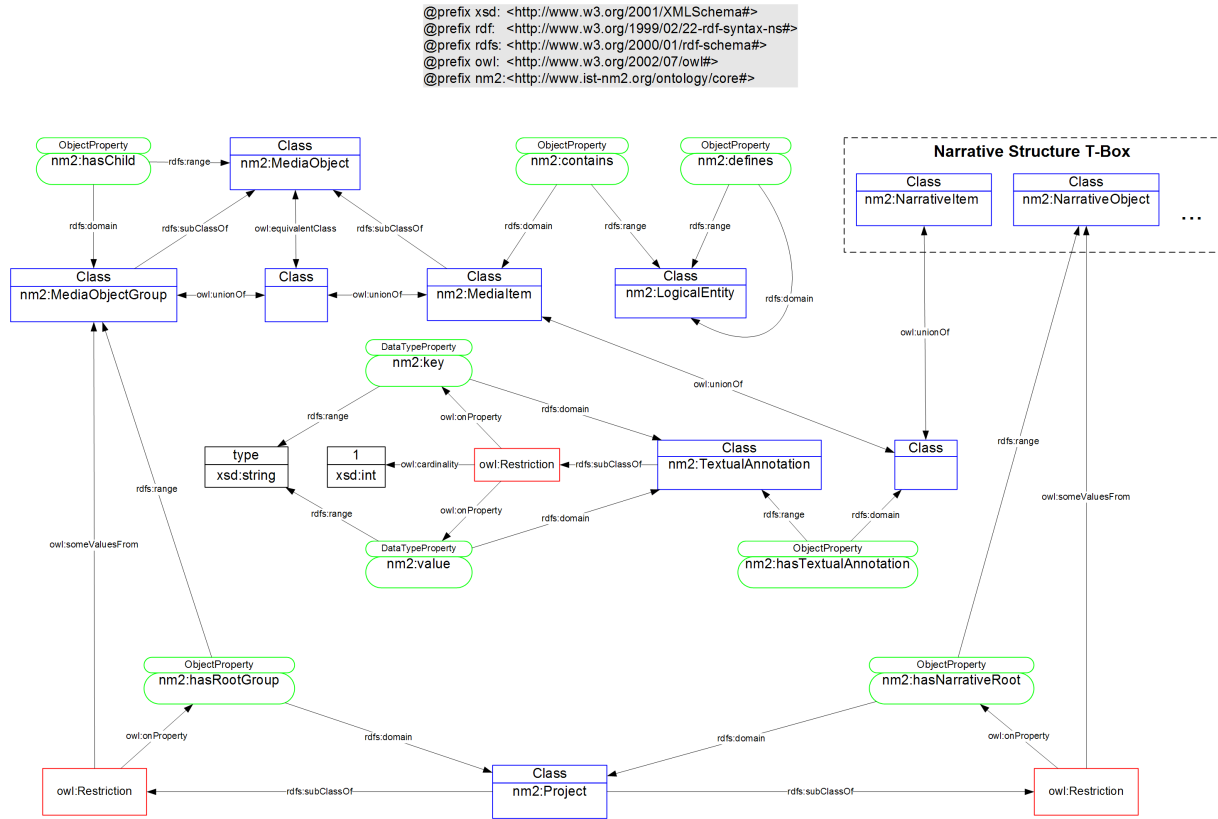 @prefix xsd: <http://www.w3.org/2001/XMLSchema#>
@prefix rdf: <http://www.w3.org/1999/02/22-rdf-syntax-ns#>
@prefix rdfs: <http://www.w3.org/2000/01/rdf-schema#>
@prefix owl: <http://www.w3.org/2002/07/owl#>
@prefix nm2:<http://www.ist-nm2.org/ontology/core#>
ObjectProperty
nm2:hasChild
rdfs:range
Class
nm2:MediaObject
ObjectProperty
nm2:contains
ObjectProperty
nm2:defines
Narrative Structure T-Box
Class
nm2:NarrativeItem
Class
nm2:NarrativeObject
...
rdfs:domain
rdfs:subClassOf
owl:equivalentClass
rdfs:subClassOf
rdfs:domain
rdfs:range
rdfs:range
Class
nm2:MediaObjectGroup
owl:unionOf
Class
owl:unionOf
Class
nm2:MediaItem
Class
nm2:LogicalEntity
rdfs:domain
owl:unionOf
DataTypeProperty
nm2:key
owl:unionOf
rdfs:range
owl:onProperty
rdfs:domain
rdfs:range
type
xsd:string
1
xsd:int
owl:cardinality
owl:Restriction
rdfs:subClassOf
Class
nm2:TextualAnnotation
Class
rdfs:range
owl:someValuesFrom
rdfs:range
owl:onProperty
rdfs:domain
rdfs:range
rdfs:domain
owl:someValuesFrom
DataTypeProperty
nm2:value
ObjectProperty
nm2:hasTextualAnnotation
ObjectProperty
nm2:hasRootGroup
ObjectProperty
nm2:hasNarrativeRoot
owl:onProperty
rdfs:domain
rdfs:domain
owl:onProperty
owl:Restriction
rdfs:subClassOf
Class
nm2:Project
rdfs:subClassOf
owl:Restriction